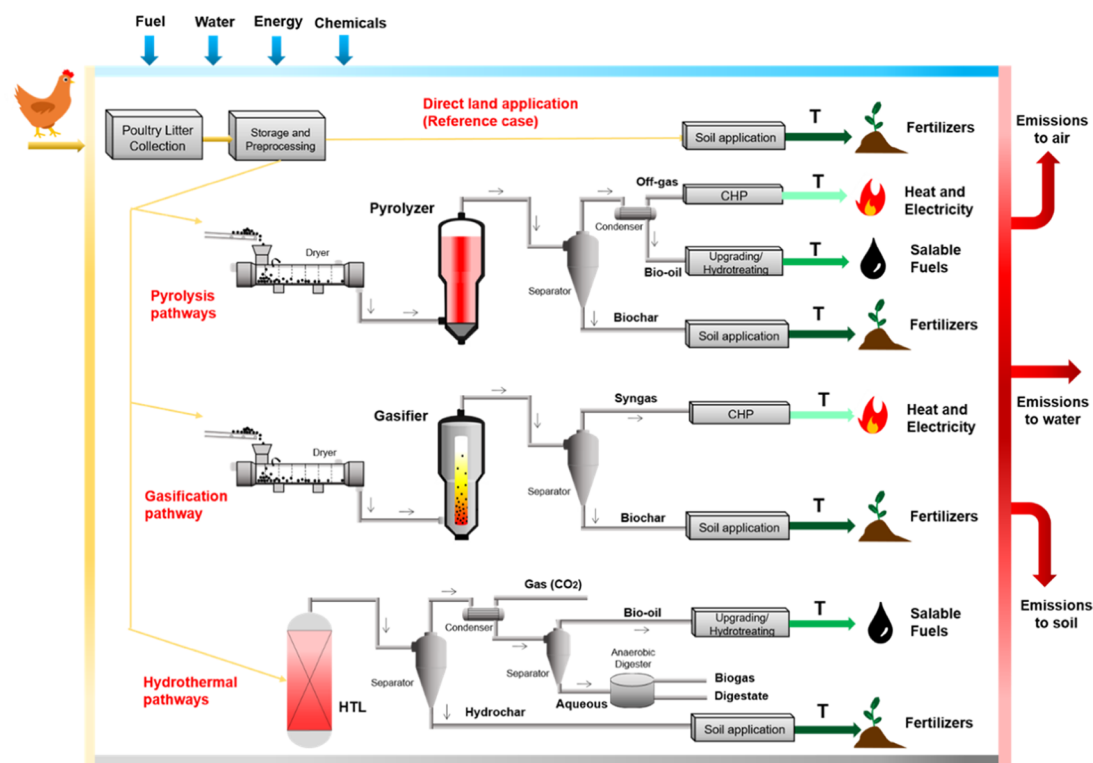 Fuel
Water
Energy
Chemicals
Poultry Litter
Collection
Storage and
Preprocessing
Direct land application
(Reference case)
Soil application
T
Fertilizers
Emissions
to air
Pyrolyzer
Off-gas
CHP
T
Heat and
Electricity
Condenser
Dryer
Separator
Bio-oil
Upgrading/
Hydrotreating
T
Salable
Fuels
Pyrolysis
pathways
Biochar
Soil application
T
Fertilizers
Emissions
to water
Gasifier
Syngas
CHP
T
Heat and
Electricity
Dryer
Separator
Gasification
pathway
Biochar
Soil application
T
Fertilizers
Emissions
to soil
Gas (CO2)
Condenser
Bio-oil
Upgrading/
Hydrotreating
T
Salable
Fuels
Separator
Separator
Anaerobic
Digester
Biogas
Digestate
Aqueous
Hydrothermal
pathways
HTL
Hydrochar
Soil application
T
Fertilizers